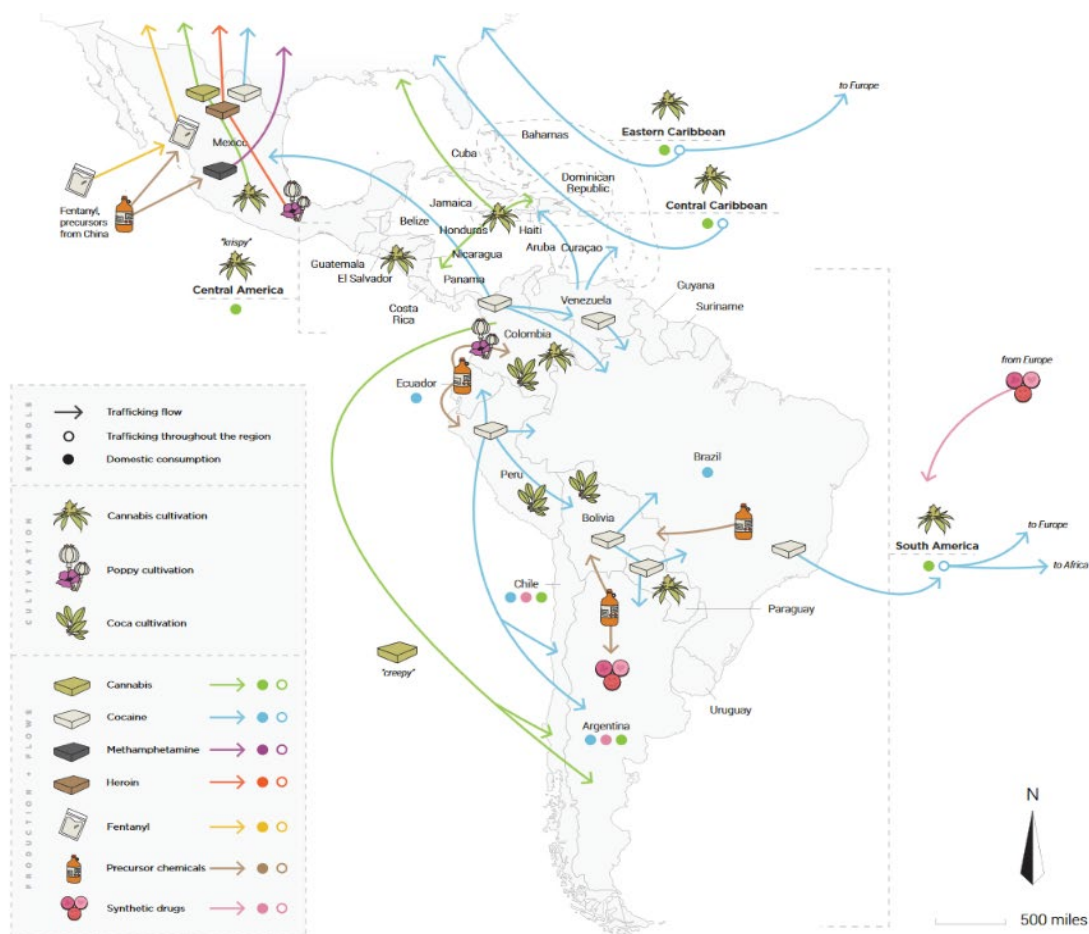 to Europe
Eastern Caribbean
Bahamas
Mexico
Cuba
Dominican
Republic
Central Caribbean
Jamaica
Fentanyl,
precursors
from China
Belize
Honduras
Haiti
Aruba
Curaçao
"krispy"
Guatemala
Nicaragua
El Salvador
Central America
Panama
Venezuela
Guyana
Costa
Rica
Suriname
Colombia
from Europe
Ecuador
SYMBOLS
Trafficking flow
Trafficking throughout the region
Domestic consumption
Brazil
Peru
CULTIVATION
Cannabis cultivation
Poppy cultivation
Coca cultivation
Bolivia
to Europe
South America
to Africa
Chile
Paraguay
"creepy"
Uruguay
Argentina
PRODUCTION + FLOWS
Cannabis
Cocaine
Methamphetamine
Heroin
Fentanyl
Precursor chemicals
Synthetic drugs
N
500 miles